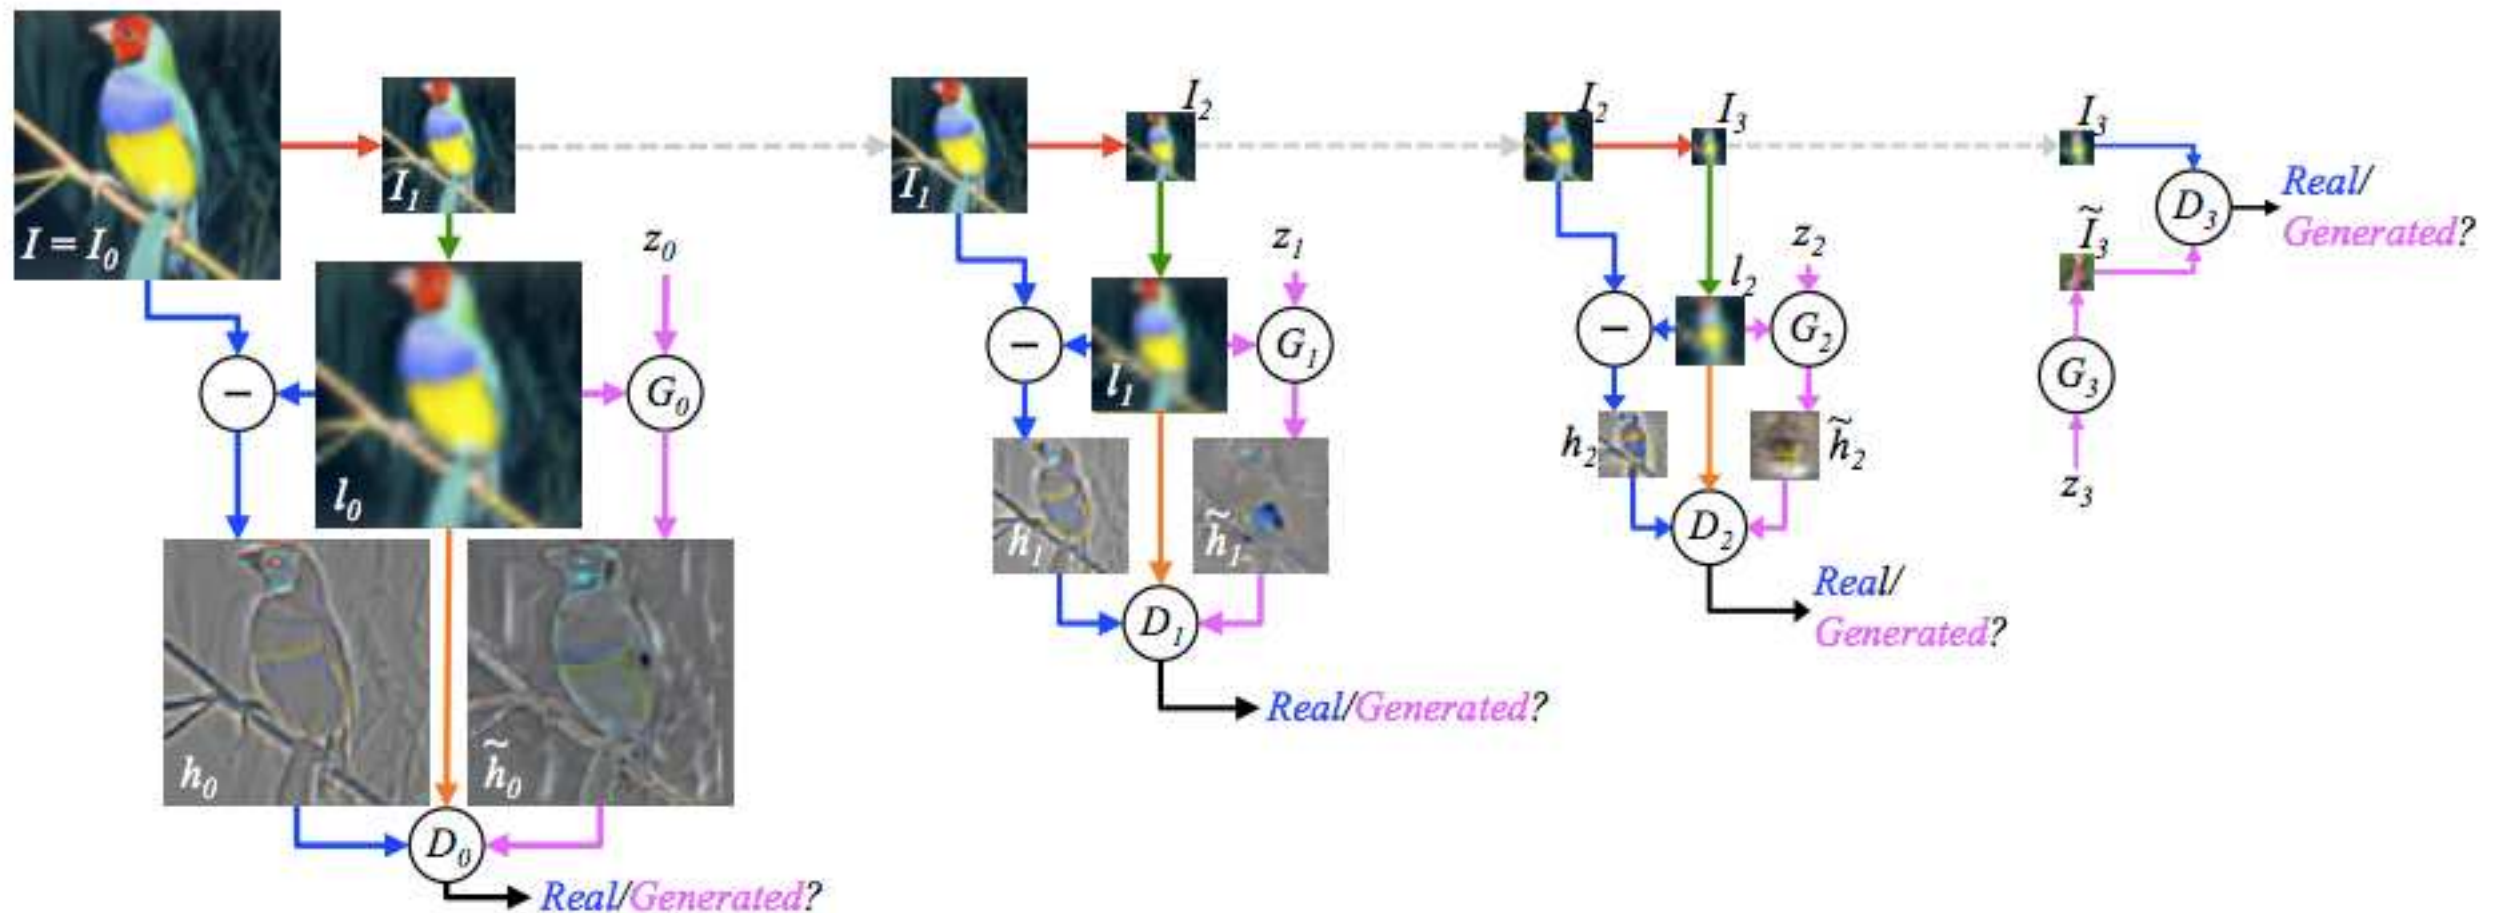 I = I₀
I₁
l₀
z₀
−
G₀
h₀
h̃₀
D₀
Real/Generated?
I₁
I₂
z₁
−
l₁
G₁
h₁
h̃₁
D₁
Real/Generated?
I₂
I₃
z₂
l₂
−
G₂
h₂
h̃₂
D₂
Real/
Generated?
I₃
D₃
Real/
Generated?
Ĩ₃
G₃
z₃